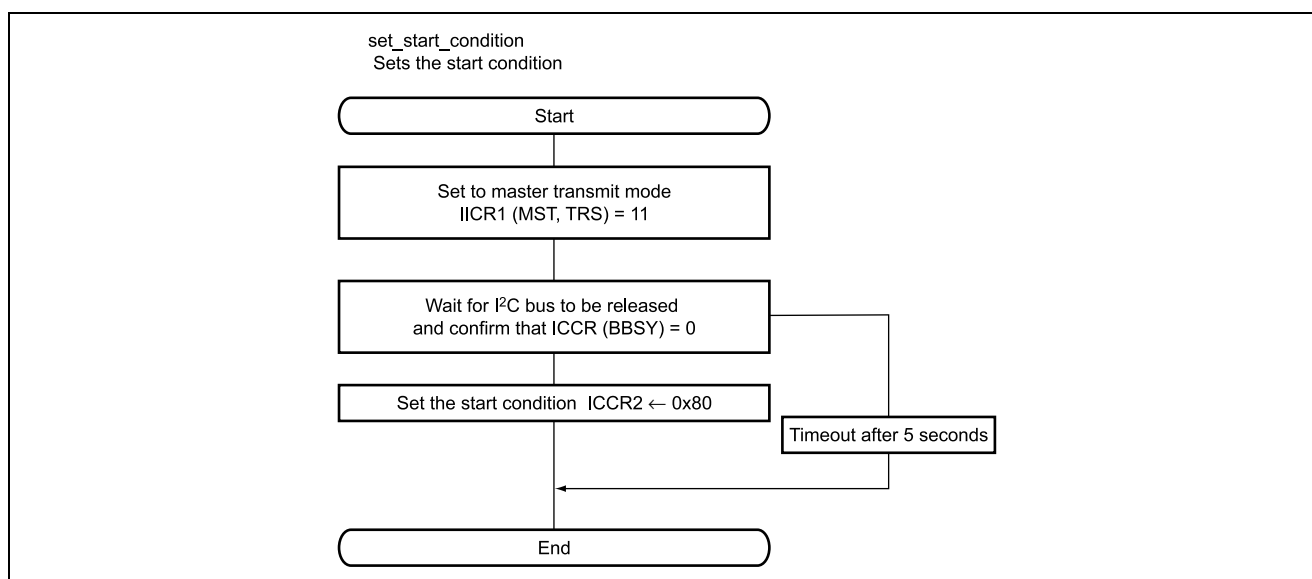 set_start_condition
Sets the start condition
Start
Set to master transmit mode
IICR1 (MST, TRS) = 11
Wait for I²C bus to be released
and confirm that ICCR (BBSY) = 0
Set the start condition ICCR2 ← 0x80
Timeout after 5 seconds
End